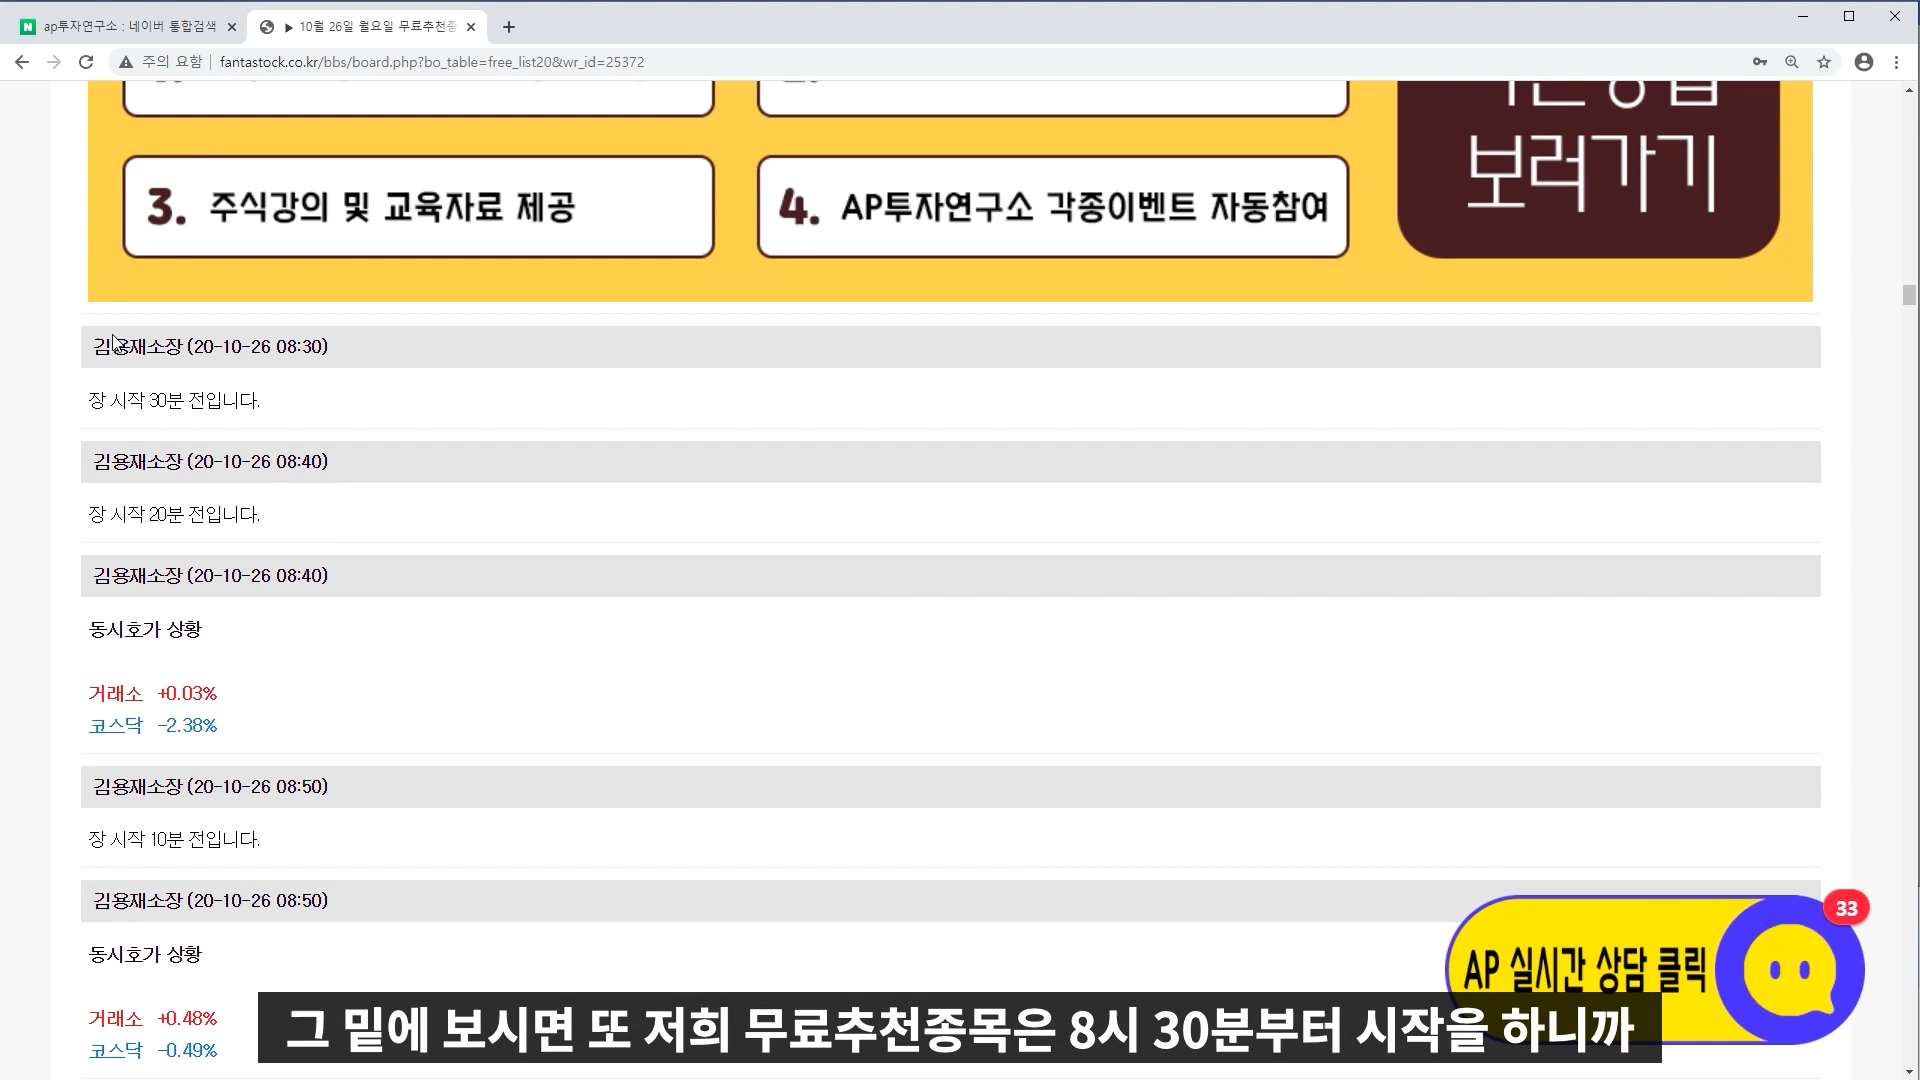 ap투자연구소 : 네이버 통합검색
▶ 10월 26일 월요일 무료추천종
주의 요함
fantastock.co.kr/bbs/board.php?bo_table=free_list20&wr_id=25372
보러가기
3. 주식강의 및 교육자료 제공
4. AP투자연구소 각종이벤트 자동참여
김용재소장 (20-10-26 08:30)
장 시작 30분 전입니다.
김용재소장 (20-10-26 08:40)
장 시작 20분 전입니다.
김용재소장 (20-10-26 08:40)
동시호가 상황
거래소 +0.03%
코스닥 -2.38%
김용재소장 (20-10-26 08:50)
장 시작 10분 전입니다.
김용재소장 (20-10-26 08:50)
동시호가 상황
거래소 +0.48%
코스닥 -0.49%
33
AP 실시간 상담 클릭
그 밑에 보시면 또 저희 무료추천종목은 8시 30분부터 시작을 하니까